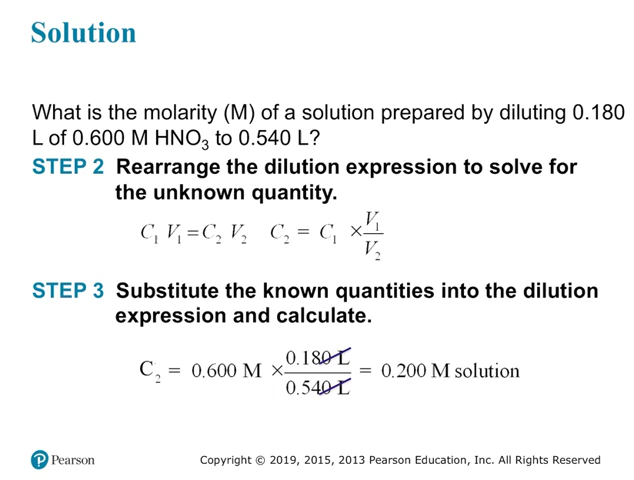 Solution
What is the molarity (M) of a solution prepared by diluting 0.180
L of 0.600 M HNO₃ to 0.540 L?
STEP 2 Rearrange the dilution expression to solve for
the unknown quantity.
C₁ V₁ = C₂ V₂ C₂ = C₁ × V₁/V₂
STEP 3 Substitute the known quantities into the dilution
expression and calculate.
C₂ = 0.600 M × 0.180 L/0.540 L = 0.200 M solution
Pearson
Copyright © 2019, 2015, 2013 Pearson Education, Inc. All Rights Reserved